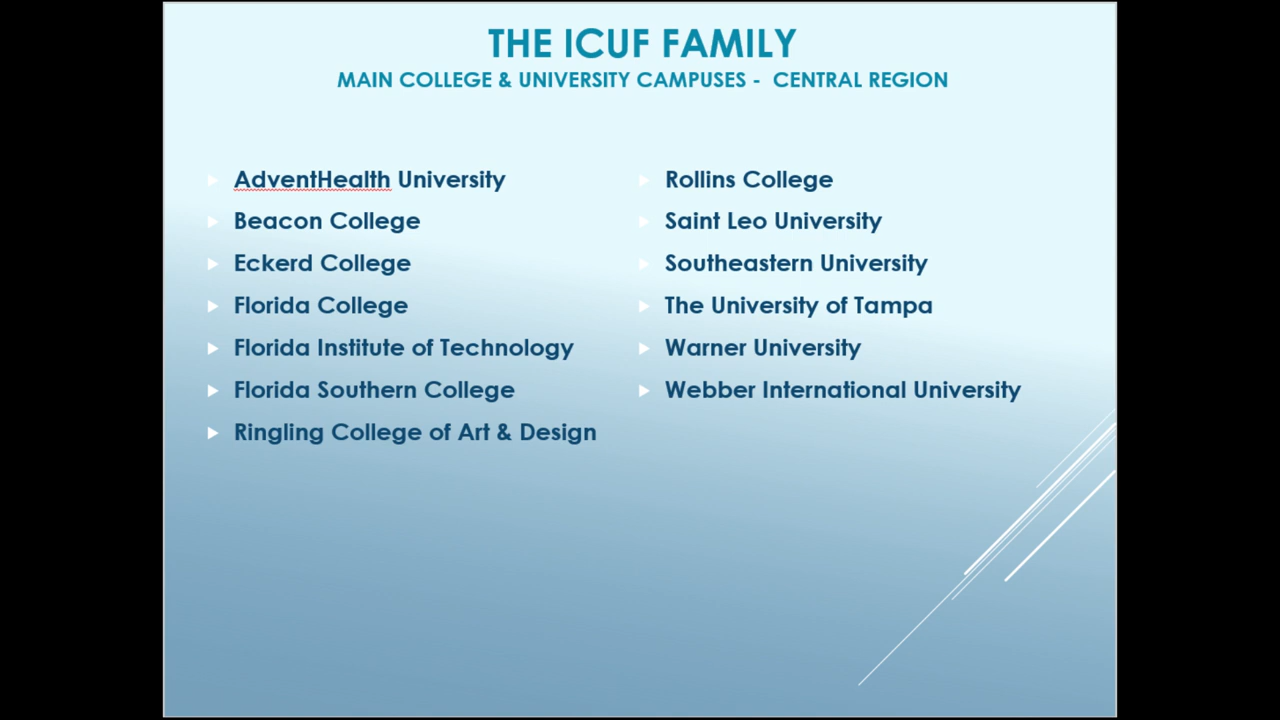 THE ICUF FAMILY
MAIN COLLEGE & UNIVERSITY CAMPUSES - CENTRAL REGION
AdventHealth University
Beacon College
Eckerd College
Florida College
Florida Institute of Technology
Florida Southern College
Ringling College of Art & Design
Rollins College
Saint Leo University
Southeastern University
The University of Tampa
Warner University
Webber International University